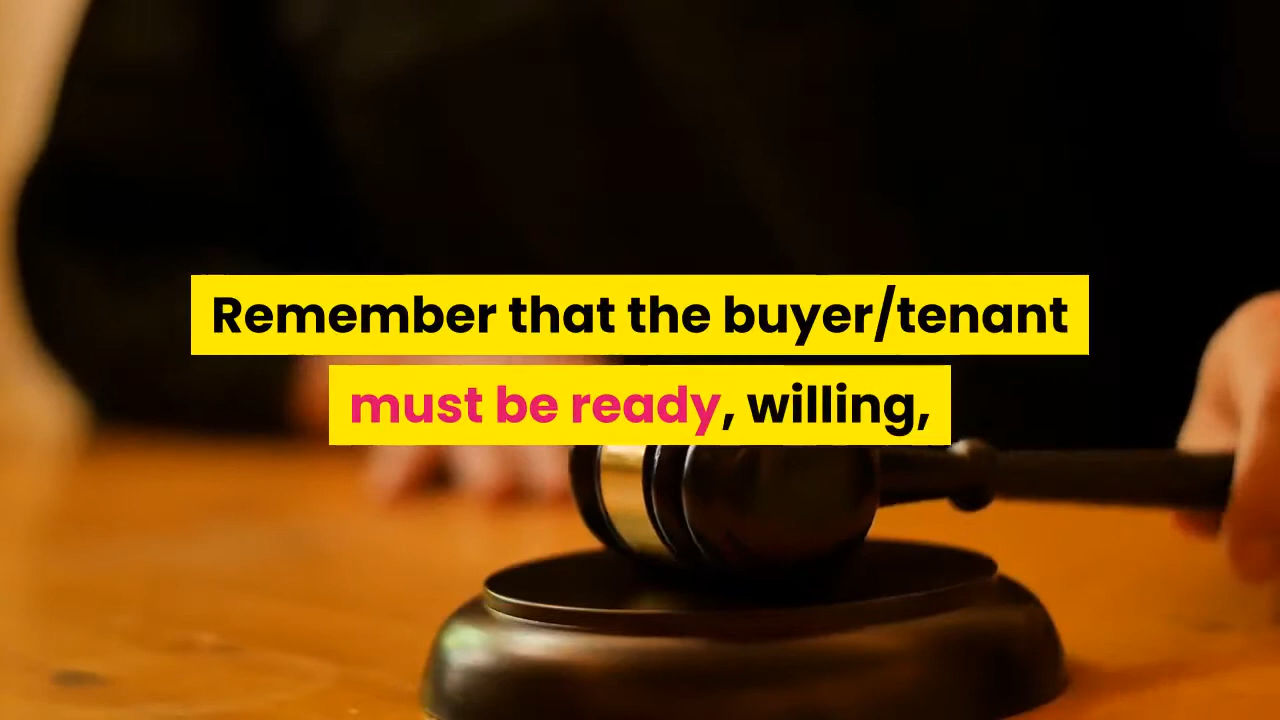 Remember that the buyer/tenant
must be ready, willing,